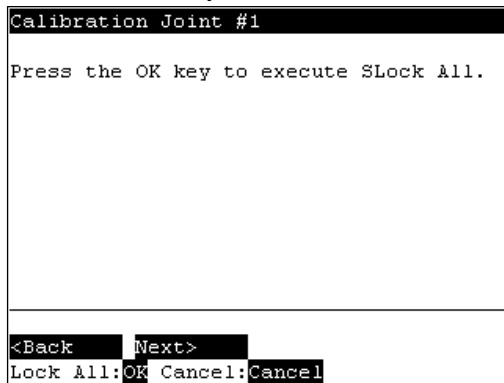 Calibration Joint #1
Press the OK key to execute SLock All.
<Back Next>
Lock All:OK Cancel:Cancel